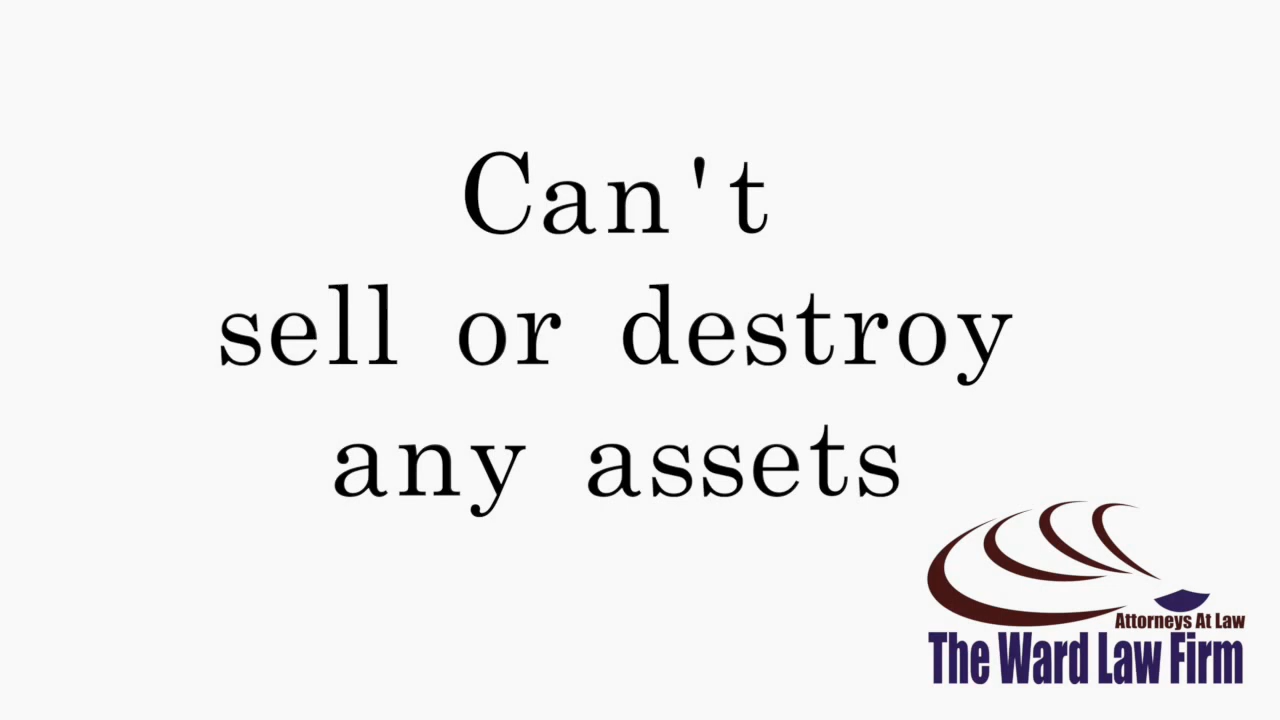 Can't
sell or destroy
any assets
Attorneys At Law
The Ward Law Firm